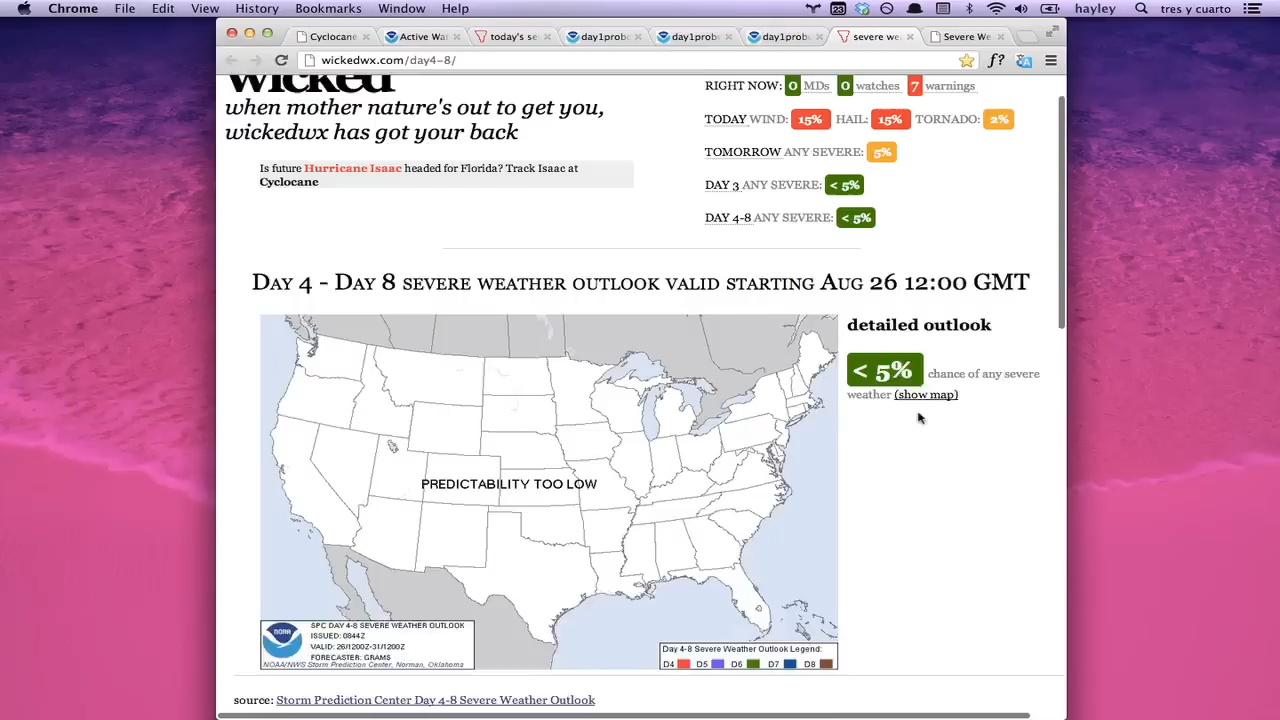 Chrome File Edit View History Bookmarks Window Help 23 hayley tres y cuarto
Cyclocane Active Wat today's se day1prob day1prob day1prob severe we Severe We
wickedwx.com/day4-8/ f?
wicked
when mother nature's out to get you,
wickedwx has got your back
Is future Hurricane Isaac headed for Florida? Track Isaac at
Cyclocane
RIGHT NOW: 0 MDs 0 watches 7 warnings
TODAY WIND: 15% HAIL: 15% TORNADO: 2%
TOMORROW ANY SEVERE: 5%
DAY 3 ANY SEVERE: < 5%
DAY 4-8 ANY SEVERE: < 5%
Day 4 - Day 8 severe weather outlook valid starting Aug 26 12:00 GMT
PREDICTABILITY TOO LOW
NOAA
SPC DAY 4-8 SEVERE WEATHER OUTLOOK
ISSUED: 0844Z
VALID: 26/1200Z-31/1200Z
FORECASTER: GRAMS
NOAA/NWS Storm Prediction Center, Norman, Oklahoma
Day 4-8 Severe Weather Outlook Legend:
D4 D5 D6 D7 D8
detailed outlook
< 5% chance of any severe
weather (show map)
source: Storm Prediction Center Day 4-8 Severe Weather Outlook